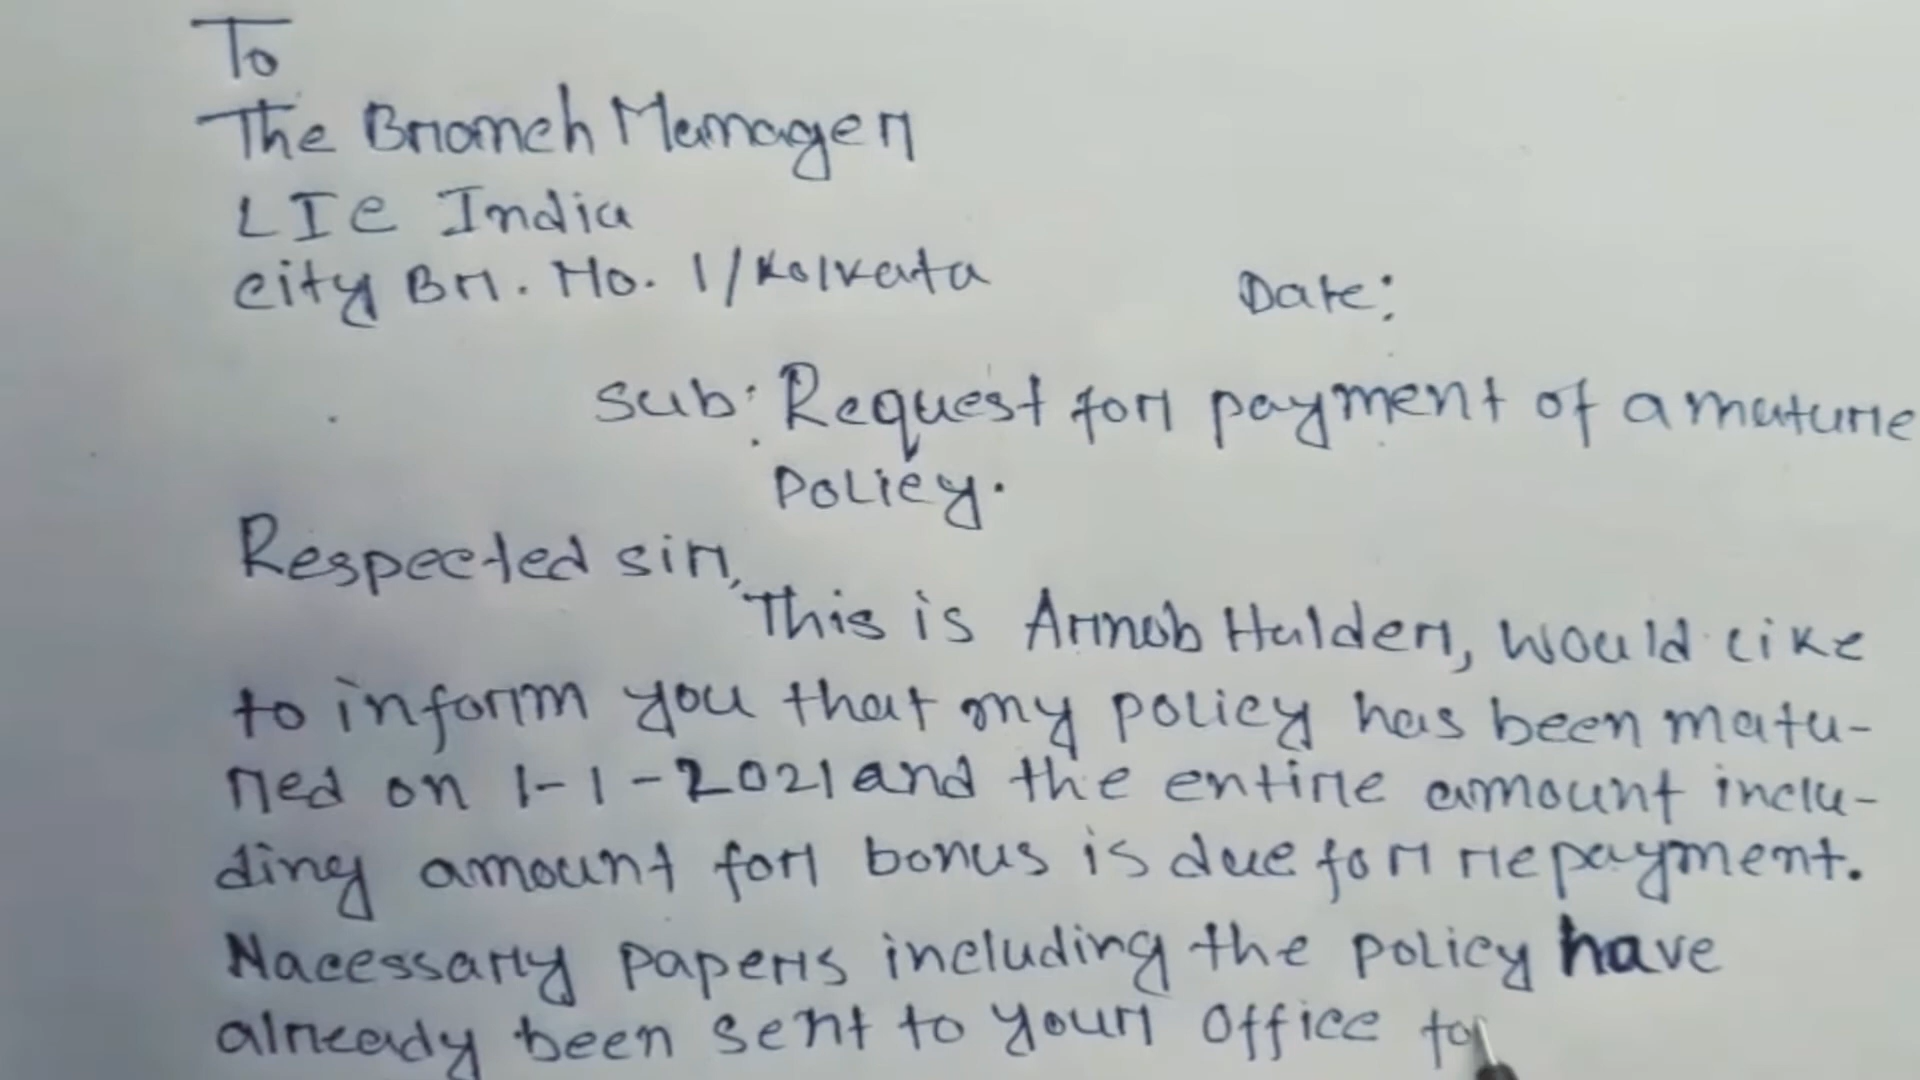 To
The Branch Manager
LIC India
City Br. No. 1/Kolkata
Date:
Sub: Request for payment of a mature
Policy.
Respected sir,
This is Arnob Halder, would like
to inform you that my policy has been matu-
red on 1-1-2021 and the entire amount inclu-
ding amount for bonus is due for repayment.
Nacessary papers including the policy have
already been sent to your office